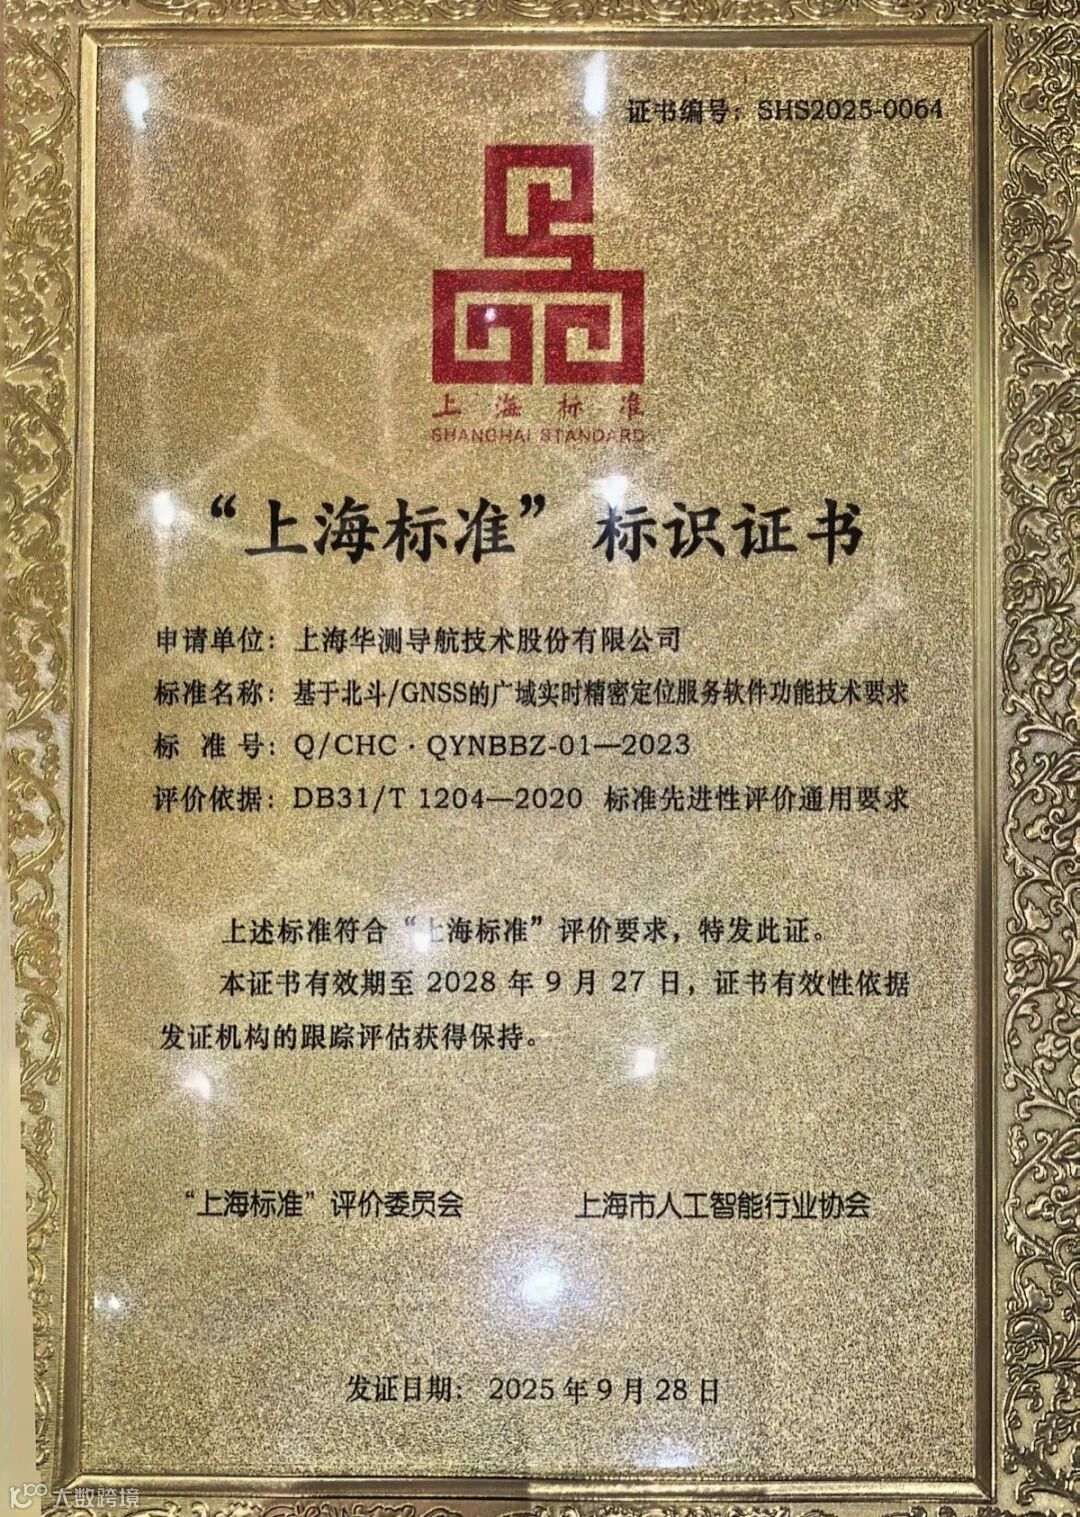 证书编号：SHS2025-0064
上海标准
SHANGHAI STANDARD
“上海标准”标识证书
申请单位：上海华测导航技术股份有限公司
标准名称：基于北斗/GNSS的广域实时精密定位服务软件功能技术要求
标 准 号：Q/CHC·QYNBBZ-01—2023
评价依据：DB31/T 1204—2020 标准先进性评价通用要求
上述标准符合“上海标准”评价要求，特发此证。
本证书有效期至 2028 年 9 月 27 日，证书有效性依据
发证机构的跟踪评估获得保持。
“上海标准”评价委员会 上海市人工智能行业协会
发证日期： 2025 年 9 月 28 日
大数跨境